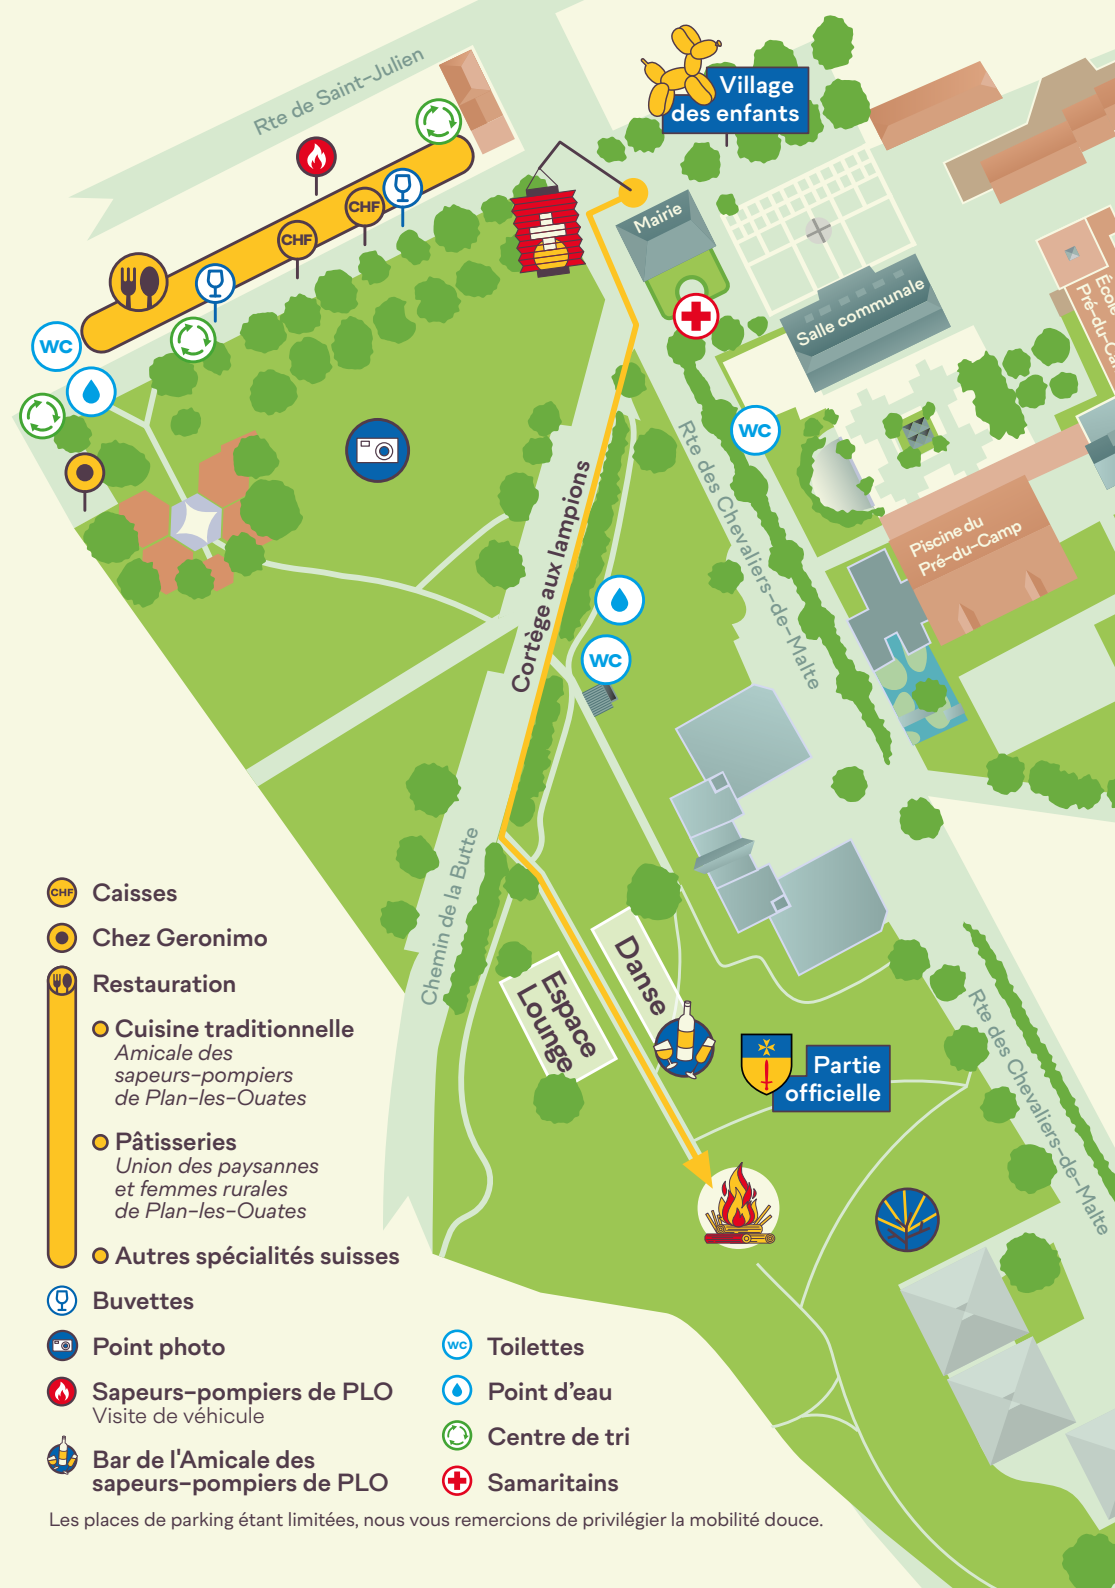 Rte de Saint-Julien
Village
des enfants
CHF
CHF
WC
Mairie
Salle communale
École
Pré-du-Ca
WC
Rte des Chevaliers-de-Malte
Piscine du
Pré-du-Camp
Cortège aux lampions
WC
Chemin de la Butte
Danse
Espace
Lounge
Partie
officielle
Rte des Chevaliers-de-Malte
CHF Caisses
Chez Geronimo
Restauration
Cuisine traditionnelle
Amicale des
sapeurs-pompiers
de Plan-les-Ouates
Pâtisseries
Union des paysannes
et femmes rurales
de Plan-les-Ouates
Autres spécialités suisses
Buvettes
Point photo
Sapeurs-pompiers de PLO
Visite de véhicule
Bar de l'Amicale des
sapeurs-pompiers de PLO
WC Toilettes
Point d'eau
Centre de tri
Samaritains
Les places de parking étant limitées, nous vous remercions de privilégier la mobilité douce.